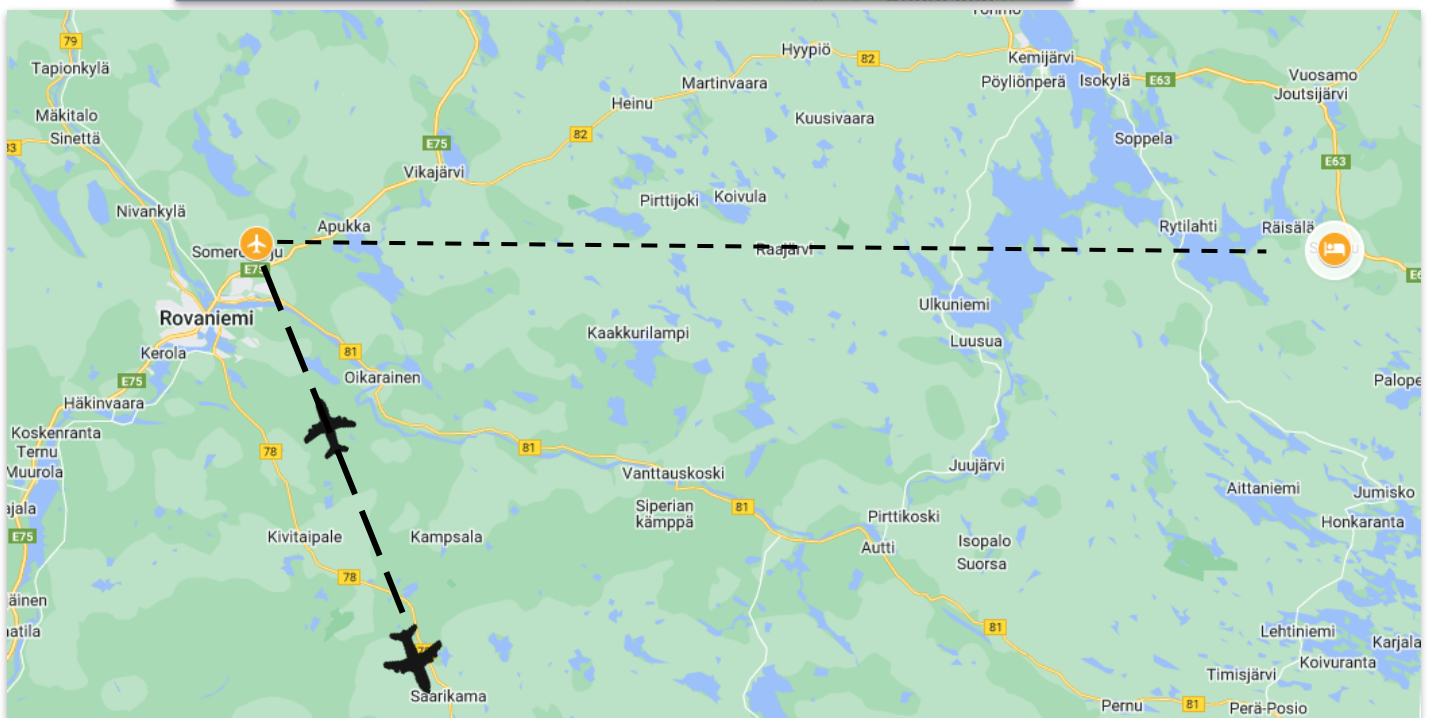 79
Tapionkylä
Hyypiö
82
Kemijärvi
Martinvaara
Pöyliönperä
Isokylä
E63
Vuosamo
Joutsijärvi
Heinu
Mäkitalo
Kuusivaara
82
Sinettä
Soppela
E75
E63
Vikajärvi
Pirttijoki
Koivula
Nivankylä
Apukka
Rytilahti
Räisälä
Raajärvi
E75
Ulkuniemi
Rovaniemi
Kaakkurilampi
Luusua
81
Kerola
Oikarainen
E75
Häkinvaara
Koskenranta
Ternu
81
78
Muurola
Vanttauskoski
Juujärvi
Aittaniemi
Jumisko
Siperian
kämppä
81
Pirttikoski
Honkaranta
E75
Kivitaipale
Kampsala
Autti
Isopalo
Suorsa
78
81
Lehtiniemi
Karjala
Koivuranta
Timisjärvi
Saarikama
Pernu
81
Perä-Posio